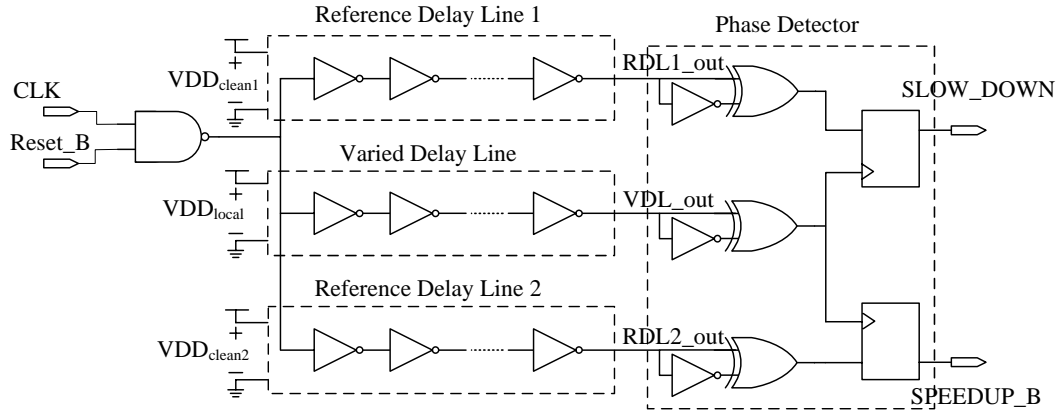 Reference Delay Line 1
Phase Detector
VDDclean1
RDL1_out
SLOW_DOWN
CLK
Reset_B
Varied Delay Line
VDDlocal
VDL_out
Reference Delay Line 2
VDDclean2
RDL2_out
SPEEDUP_B